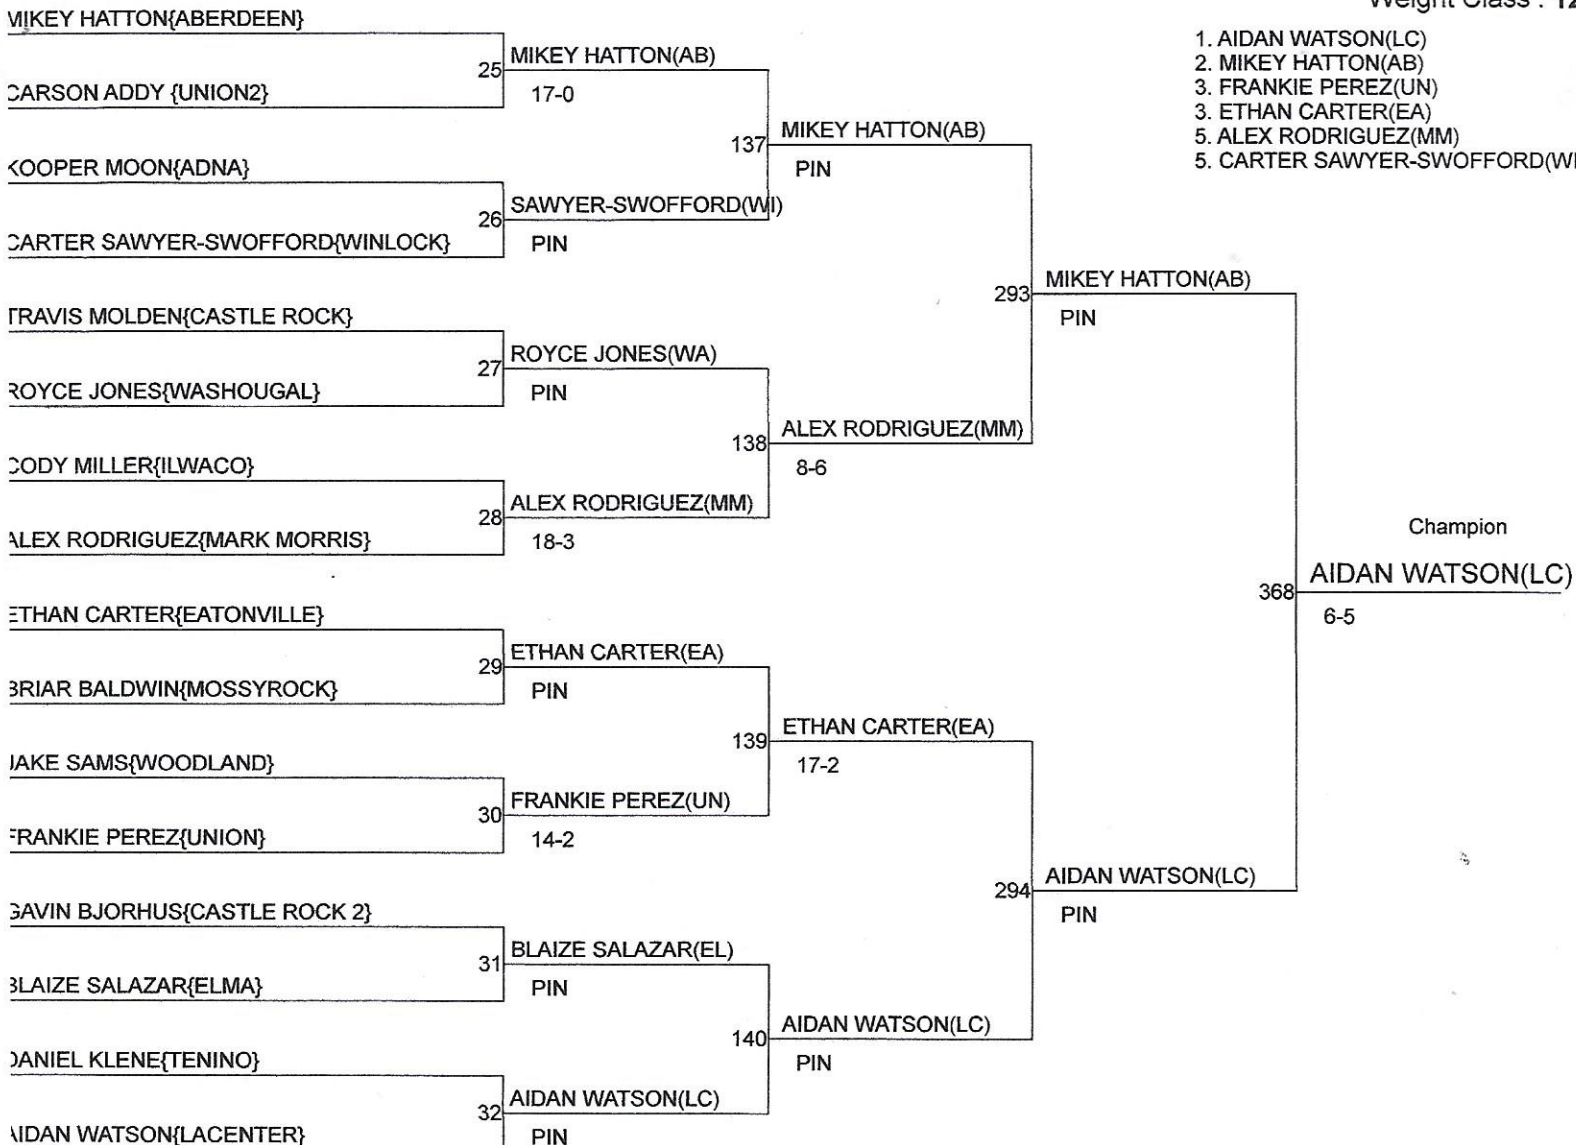 Weight Class : 12
1. AIDAN WATSON(LC)
2. MIKEY HATTON(AB)
3. FRANKIE PEREZ(UN)
3. ETHAN CARTER(EA)
5. ALEX RODRIGUEZ(MM)
5. CARTER SAWYER-SWOFFORD(WI
MIKEY HATTON{ABERDEEN}
25
MIKEY HATTON(AB)
17-0
CARSON ADDY {UNION2}
137
MIKEY HATTON(AB)
PIN
KOOPER MOON{ADNA}
26
SAWYER-SWOFFORD(WI)
PIN
CARTER SAWYER-SWOFFORD{WINLOCK}
293
MIKEY HATTON(AB)
PIN
TRAVIS MOLDEN{CASTLE ROCK}
27
ROYCE JONES(WA)
PIN
ROYCE JONES{WASHOUGAL}
138
ALEX RODRIGUEZ(MM)
8-6
CODY MILLER{ILWACO}
28
ALEX RODRIGUEZ(MM)
18-3
ALEX RODRIGUEZ{MARK MORRIS}
Champion
368
AIDAN WATSON(LC)
6-5
ETHAN CARTER{EATONVILLE}
29
ETHAN CARTER(EA)
PIN
BRIAR BALDWIN{MOSSYROCK}
139
ETHAN CARTER(EA)
17-2
JAKE SAMS{WOODLAND}
30
FRANKIE PEREZ(UN)
14-2
FRANKIE PEREZ{UNION}
294
AIDAN WATSON(LC)
PIN
GAVIN BJORHUS{CASTLE ROCK 2}
31
BLAIZE SALAZAR(EL)
PIN
BLAIZE SALAZAR{ELMA}
140
AIDAN WATSON(LC)
PIN
DANIEL KLENE{TENINO}
32
AIDAN WATSON(LC)
PIN
AIDAN WATSON{LACENTER}